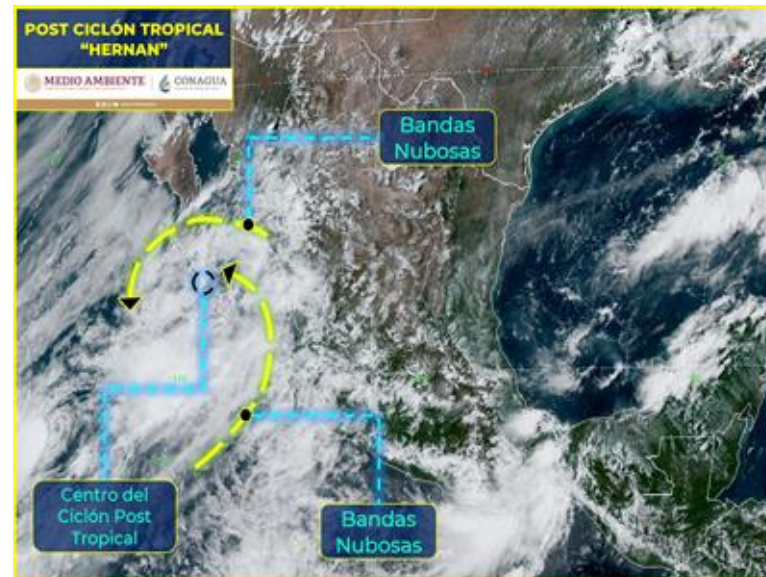 POST CICLÓN TROPICAL
"HERNAN"
MEDIO AMBIENTE
CONAGUA
Bandas
Nubosas
Centro del
Ciclón Post
Tropical
Bandas
Nubosas